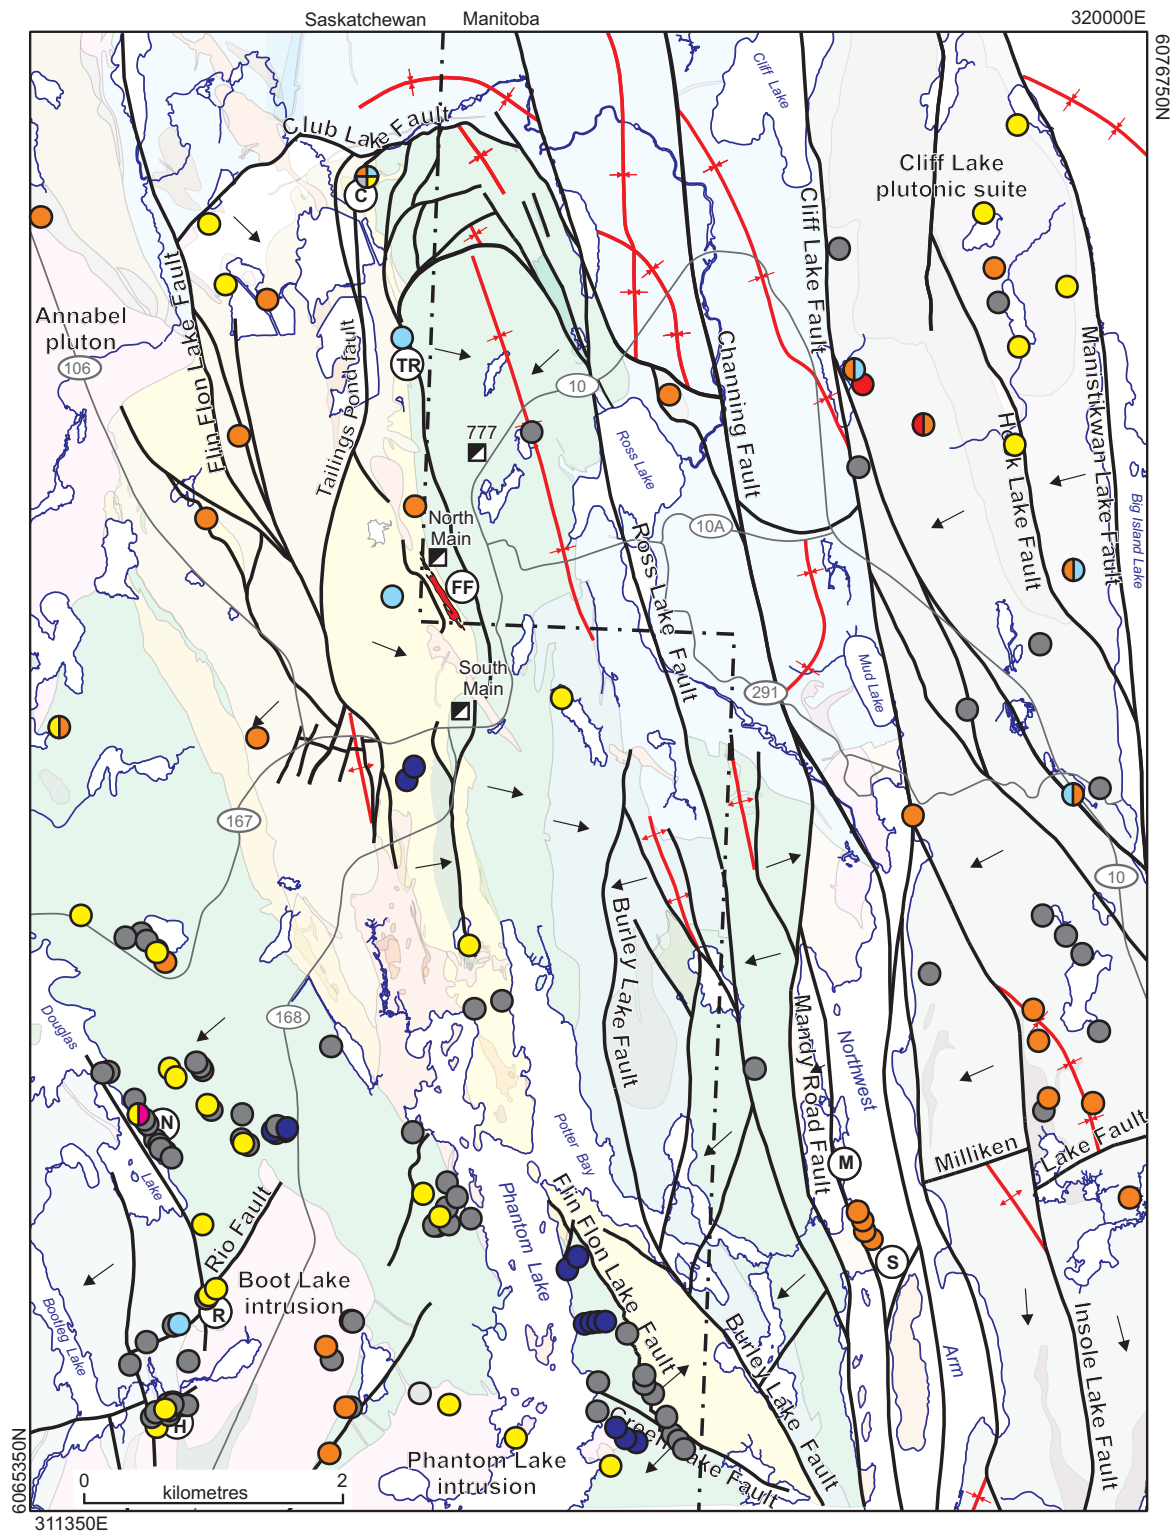 Saskatchewan
Manitoba
320000E
6076750N
Cliff Lake
Club Lake Fault
Cliff Lake
plutonic suite
C
Cliff Lake Fault
Flin Flon Lake Fault
Annabel
pluton
106
Tailings Pond fault
TR
10
Channing Fault
Manistikwan Lake Fault
777
Ross Lake
Hook Lake Fault
Big Island Lake
North
Main
10A
FF
Ross Lake Fault
South
Main
291
Mud Lake
167
10
Burley Lake Fault
168
Mandy Road Fault
Northwest
Douglas
Lake
N
Potter Bay
M
Milliken
Lake Fault
Phantom Lake
Flin Flon Lake Fault
Rio Fault
S
Boot Lake
intrusion
R
Bootleg Lake
Burley Lake Fault
Arm
Insole Lake Fault
H
Green Lake Fault
Phantom Lake
intrusion
0
2
kilometres
6065350N
311350E